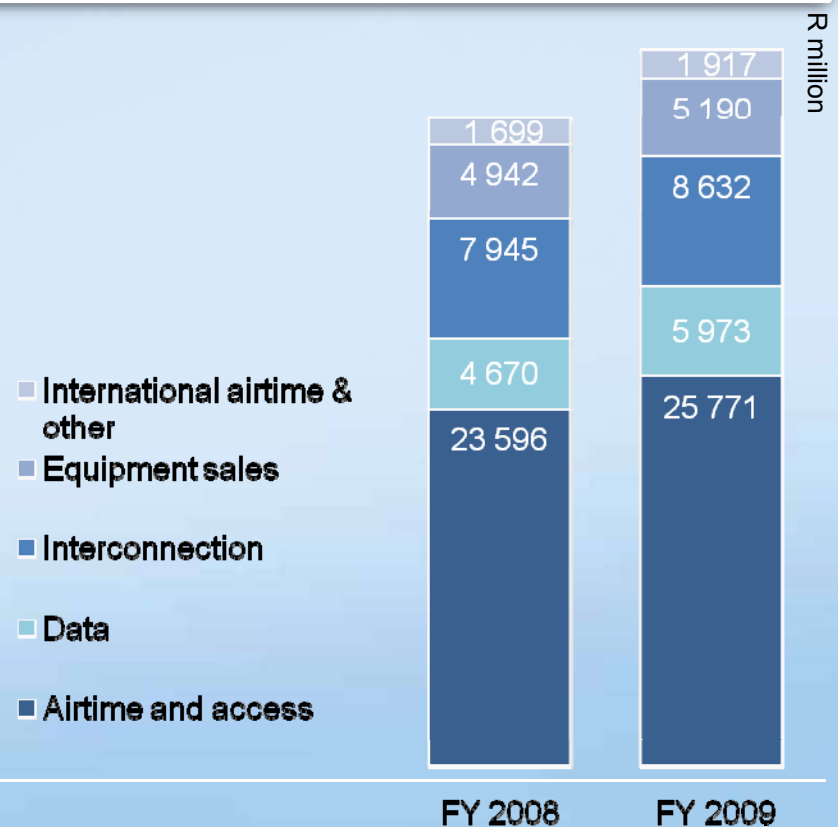 R million
1 699
4 942
7 945
4 670
23 596
1 917
5 190
8 632
5 973
25 771
International airtime &
other
Equipment sales
Interconnection
Data
Airtime and access
FY 2008
FY 2009